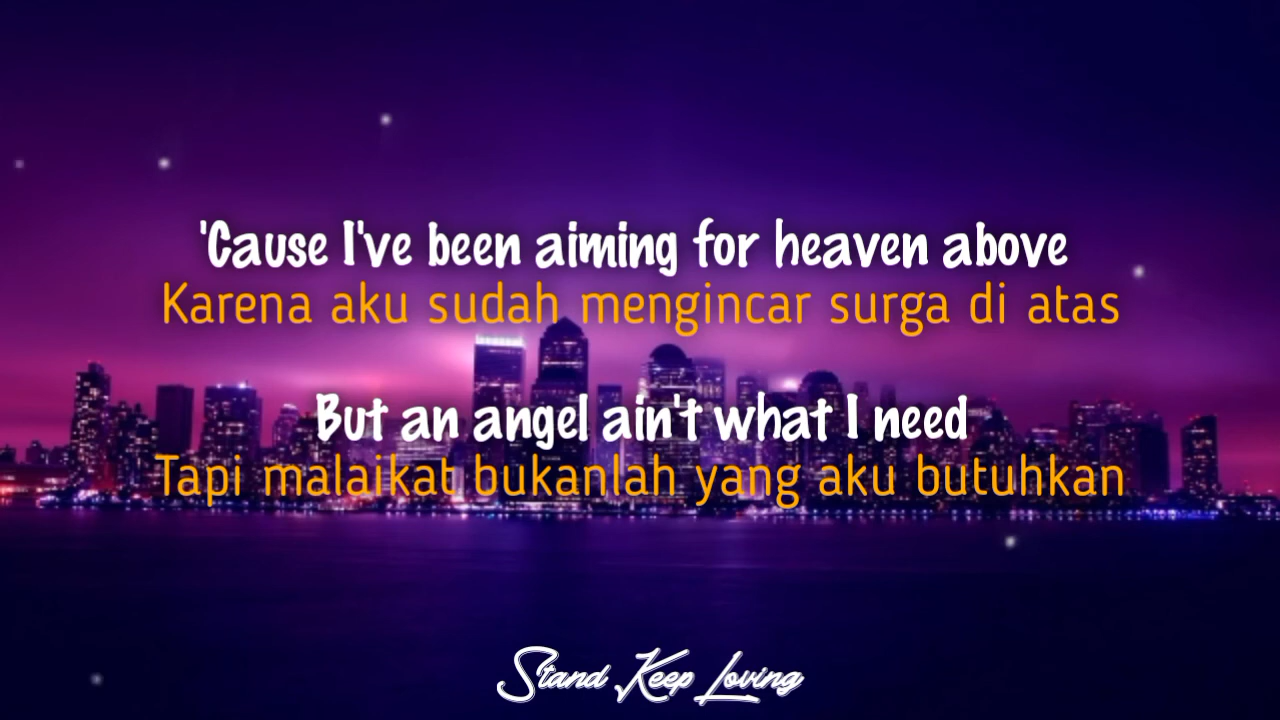 'Cause I've been aiming for heaven above
Karena aku sudah mengincar surga di atas
But an angel ain't what I need
Tapi malaikat bukanlah yang aku butuhkan
Stand Keep Loving